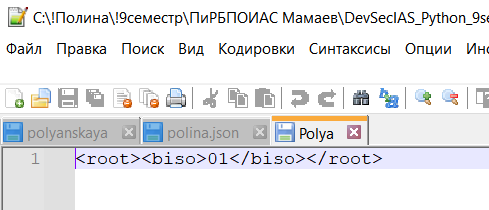 C:\!Полина\!9семестр\ПиРБПОИАС Мамаев\DevSecIAS_Python_9se
Файл Правка Поиск Вид Кодировки Синтаксисы Опции Инс
polyanskaya polina.json Polya
1 <root><biso>01</biso></root>